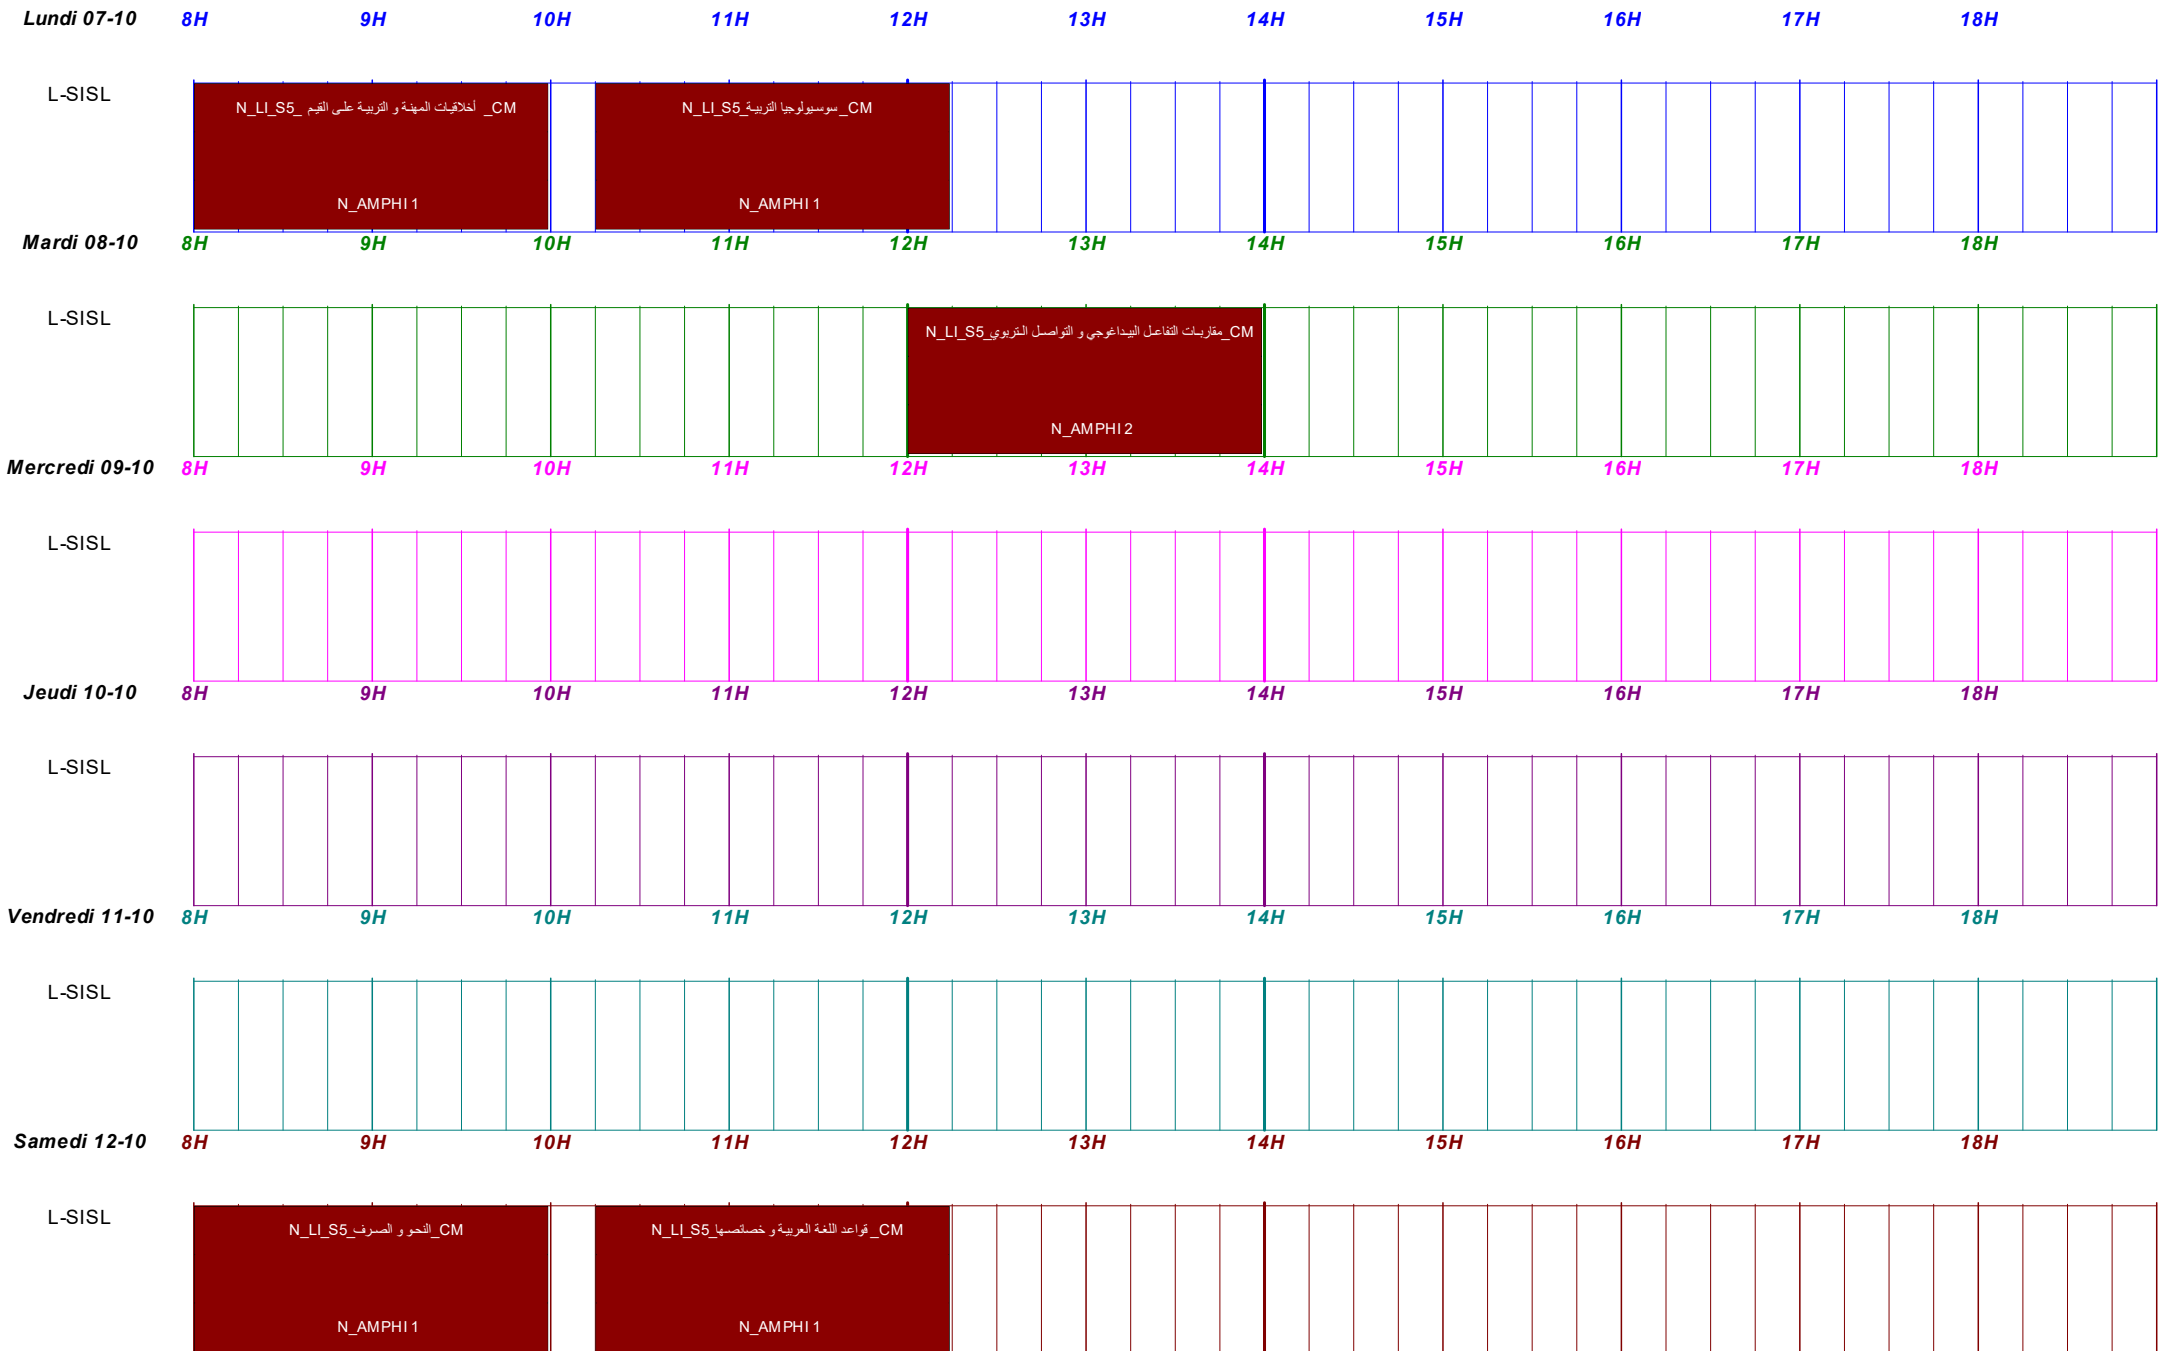 Lundi 07-10 8H 9H 10H 11H 12H 13H 14H 15H 16H 17H 18H
L-SISL
N_LI_S5_ أخلاقيات المهنة و التربية على القيم _CM
N_AMPHI 1
N_LI_S5_سوسيولوجيا التربية_CM
N_AMPHI 1
Mardi 08-10 8H 9H 10H 11H 12H 13H 14H 15H 16H 17H 18H
L-SISL
N_LI_S5_مقاربات التفاعل البيداغوجي و التواصل التربوي_CM
N_AMPHI 2
Mercredi 09-10 8H 9H 10H 11H 12H 13H 14H 15H 16H 17H 18H
L-SISL
Jeudi 10-10 8H 9H 10H 11H 12H 13H 14H 15H 16H 17H 18H
L-SISL
Vendredi 11-10 8H 9H 10H 11H 12H 13H 14H 15H 16H 17H 18H
L-SISL
Samedi 12-10 8H 9H 10H 11H 12H 13H 14H 15H 16H 17H 18H
L-SISL
N_LI_S5_النحو و الصرف_CM
N_AMPHI 1
N_LI_S5_قواعد اللغة العربية و خصائصها_CM
N_AMPHI 1